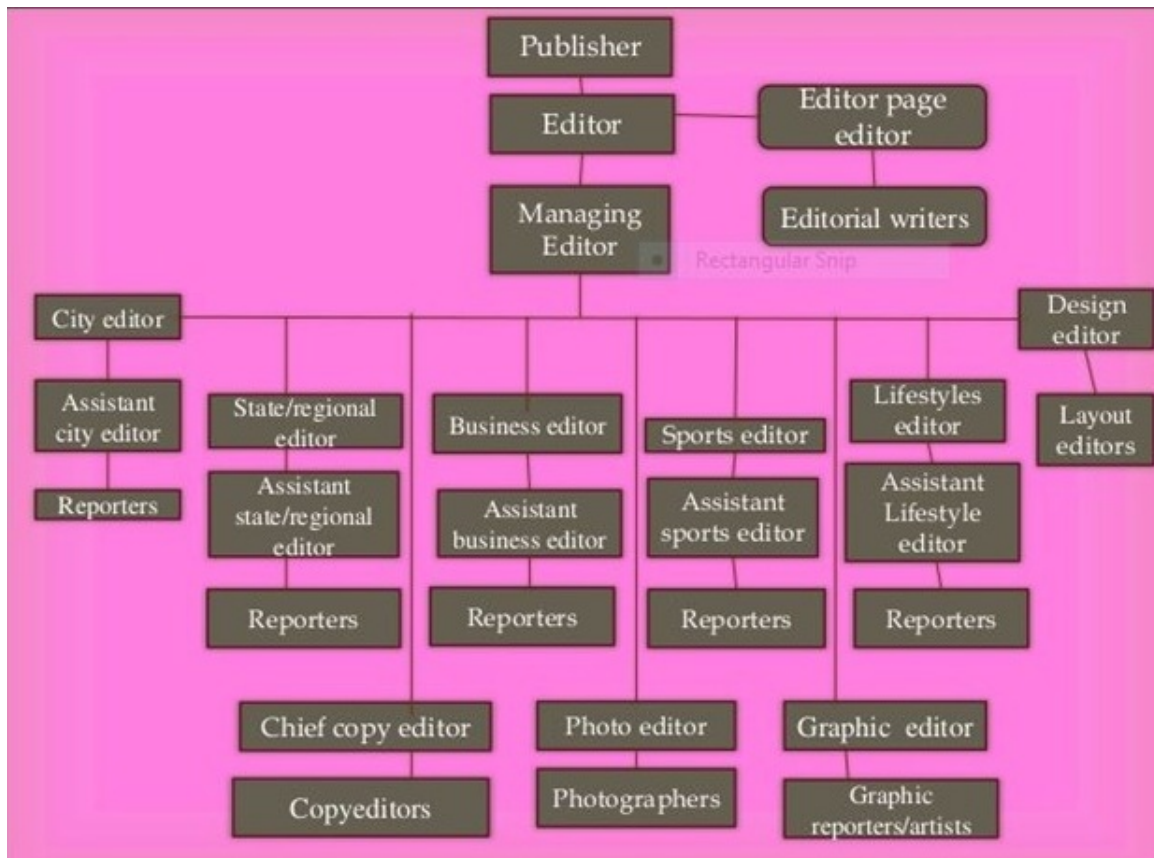 Publisher
Editor
Editor page
editor
Managing
Editor
Editorial writers
Rectangular Snip
City editor
Design
editor
Assistant
city editor
Reporters
State/regional
editor
Assistant
state/regional
editor
Reporters
Business editor
Assistant
business editor
Reporters
Sports editor
Assistant
sports editor
Reporters
Lifestyles
editor
Assistant
Lifestyle
editor
Reporters
Layout
editors
Chief copy editor
Copyeditors
Photo editor
Photographers
Graphic editor
Graphic
reporters/artists